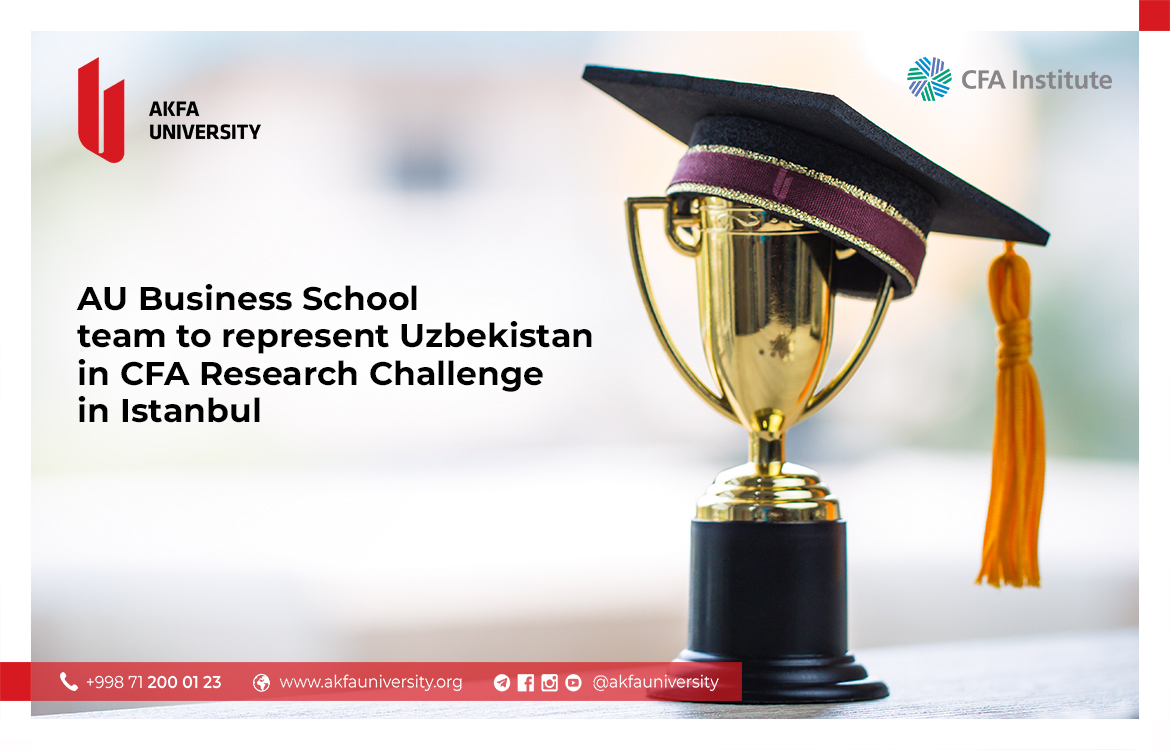 AKFA
UNIVERSITY
CFA Institute
AU Business School
team to represent Uzbekistan
in CFA Research Challenge
in Istanbul
+998 71 200 01 23
www.akfauniversity.org
@akfauniversity